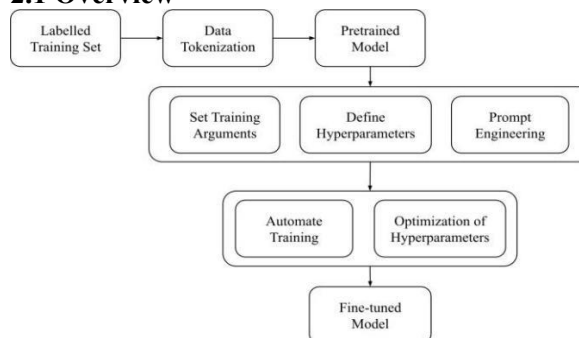 2.1 Overview
Labelled
Training Set
Data
Tokenization
Pretrained
Model
Set Training
Arguments
Define
Hyperparameters
Prompt
Engineering
Automate
Training
Optimization of
Hyperparameters
Fine-tuned
Model